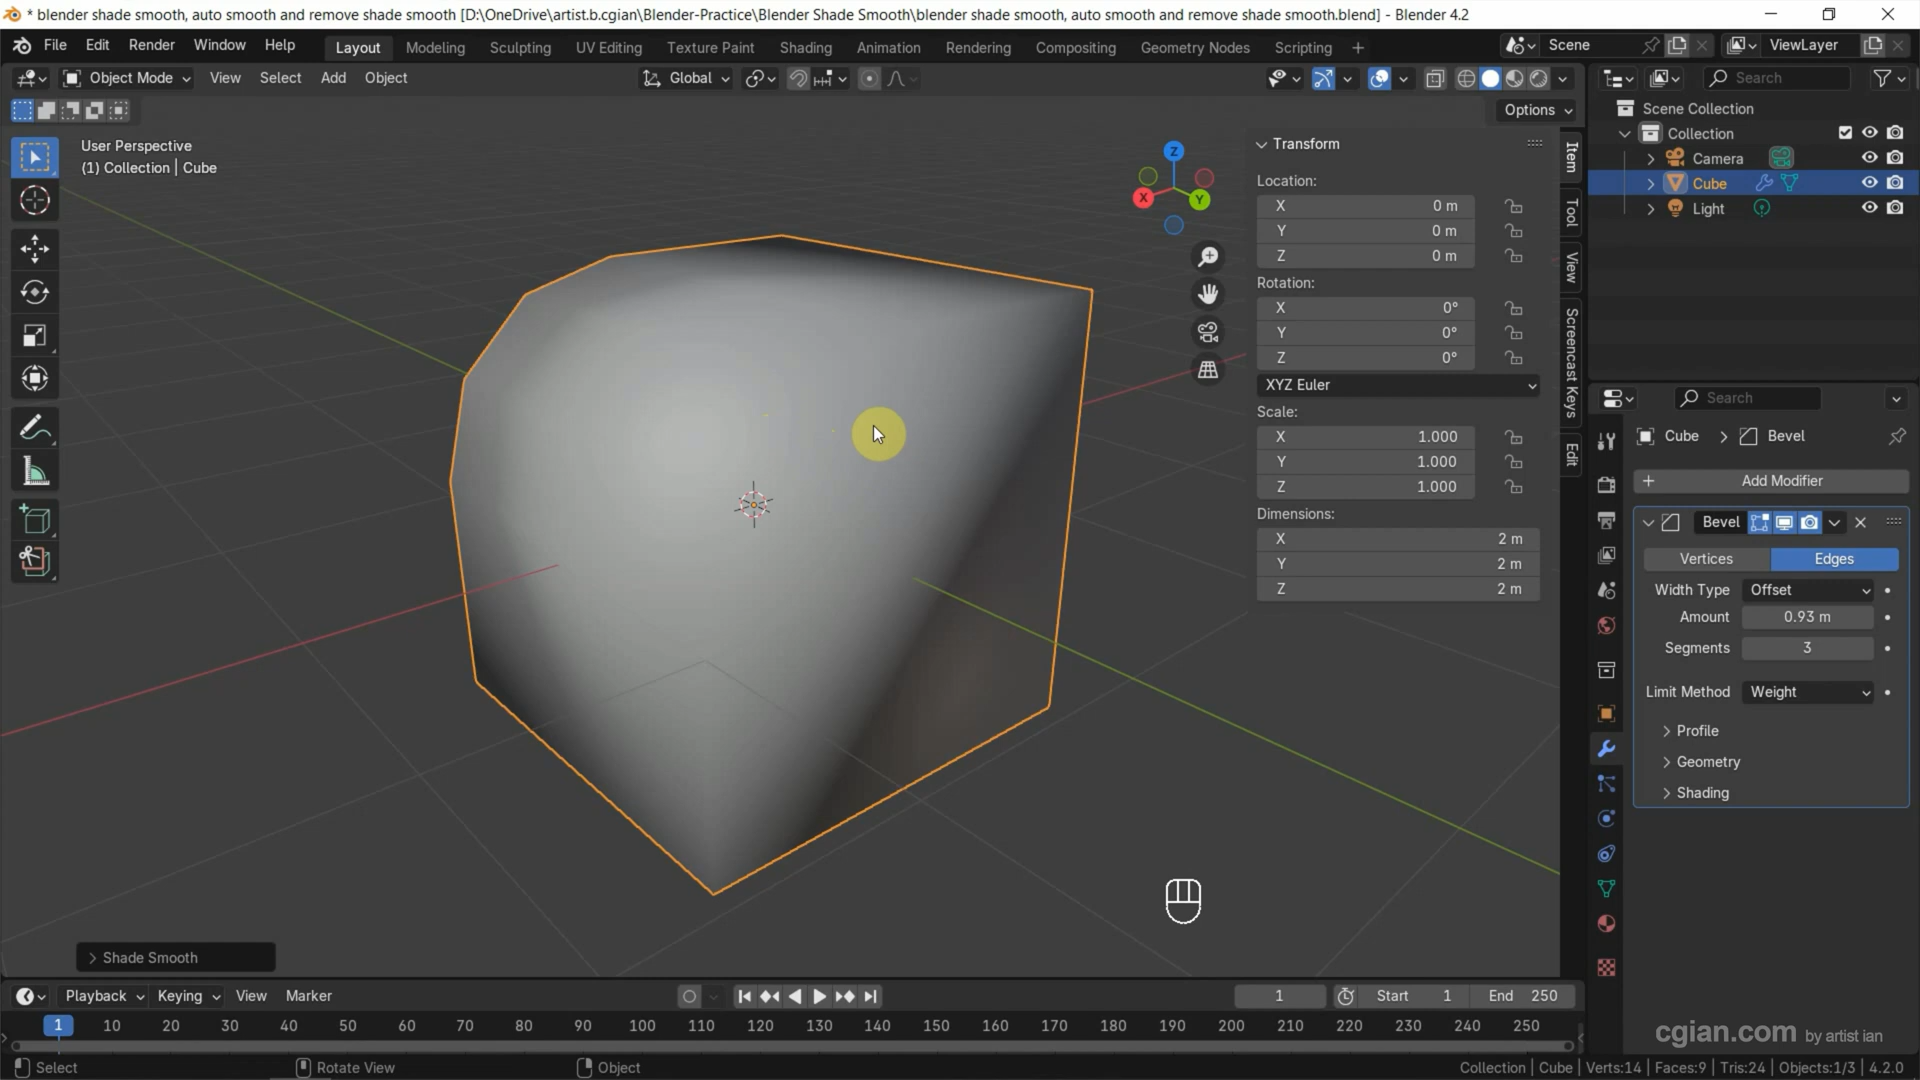 * blender shade smooth, auto smooth and remove shade smooth [D:\OneDrive\artist.b.cgian\Blender-Practice\Blender Shade Smooth\blender shade smooth, auto smooth and remove shade smooth.blend] - Blender 4.2
File Edit Render Window Help
Layout Modeling Sculpting UV Editing Texture Paint Shading Animation Rendering Compositing Geometry Nodes Scripting +
Scene
ViewLayer
Object Mode View Select Add Object
Global
Search
Options
User Perspective
(1) Collection | Cube
Scene Collection
Collection
Camera
Cube
Light
X
Y
Z
Transform
Location:
X 0 m
Y 0 m
Z 0 m
Rotation:
X 0°
Y 0°
Z 0°
XYZ Euler
Scale:
X 1.000
Y 1.000
Z 1.000
Dimensions:
X 2 m
Y 2 m
Z 2 m
Item
Tool
View
Screencast Keys
Edit
Search
Cube > Bevel
+ Add Modifier
Bevel
Vertices Edges
Width Type Offset
Amount 0.93 m
Segments 3
Limit Method Weight
Profile
Geometry
Shading
> Shade Smooth
Playback Keying View Marker
1
Start 1
End 250
1 10 20 30 40 50 60 70 80 90 100 110 120 130 140 150 160 170 180 190 200 210 220 230 240 250
cgian.com by artist ian
Select
Rotate View
Object
Collection | Cube | Verts:14 | Faces:9 | Tris:24 | Objects:1/3 | 4.2.0